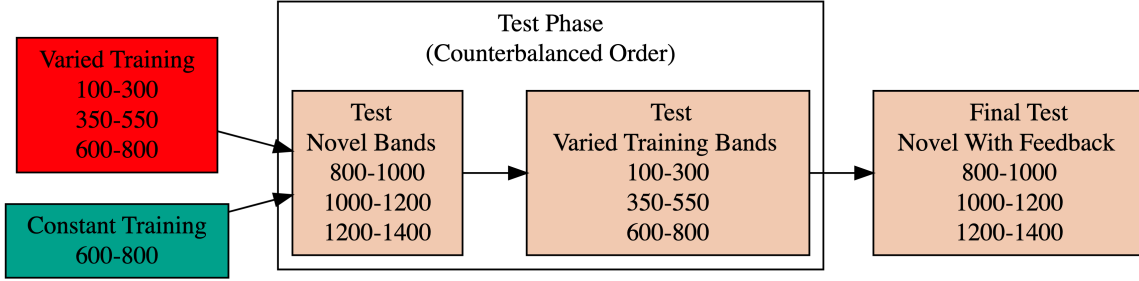 Varied Training
100-300
350-550
600-800
Constant Training
600-800
Test Phase
(Counterbalanced Order)
Test
Novel Bands
800-1000
1000-1200
1200-1400
Test
Varied Training Bands
100-300
350-550
600-800
Final Test
Novel With Feedback
800-1000
1000-1200
1200-1400